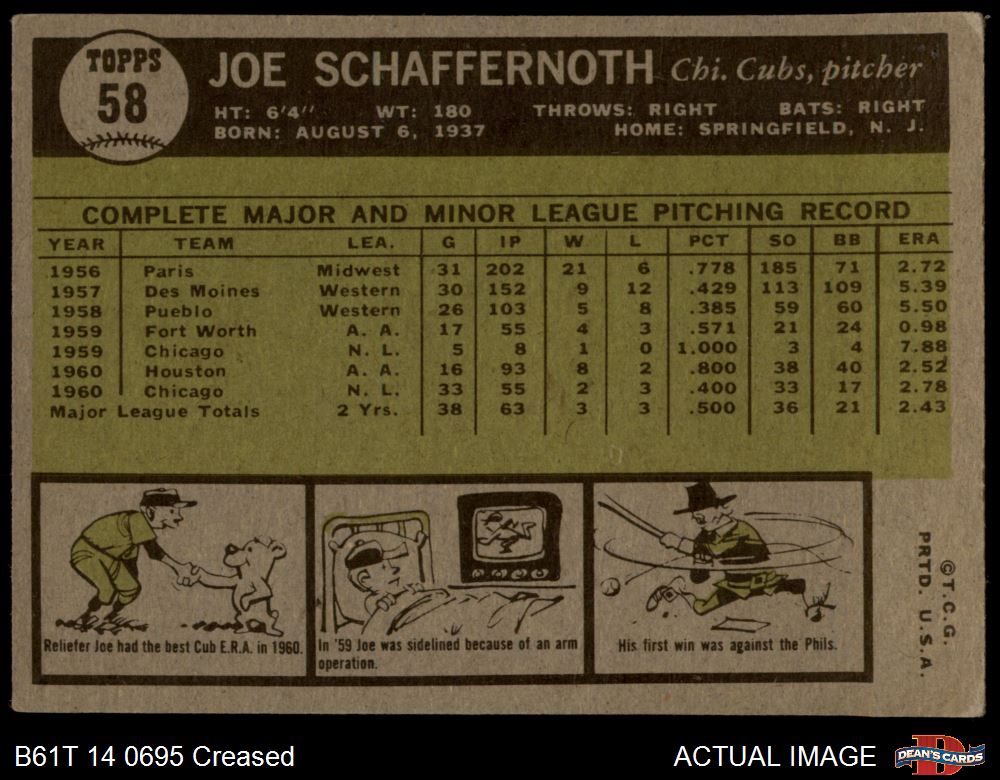 TOPPS
58
JOE SCHAFFERNOTH Chi. Cubs, pitcher
HT: 6'4" WT: 180 THROWS: RIGHT BATS: RIGHT
BORN: AUGUST 6, 1937 HOME: SPRINGFIELD, N. J.
COMPLETE MAJOR AND MINOR LEAGUE PITCHING RECORD
YEAR TEAM LEA. G IP W L PCT SO BB ERA
1956 Paris Midwest 31 202 21 6 .778 185 71 2.72
1957 Des Moines Western 30 152 9 12 .429 113 109 5.39
1958 Pueblo Western 26 103 5 8 .385 59 60 5.50
1959 Fort Worth A. A. 17 55 4 3 .571 21 24 0.98
1959 Chicago N. L. 5 8 1 0 1.000 3 4 7.88
1960 Houston A. A. 16 93 8 2 .800 38 40 2.52
1960 Chicago N. L. 33 55 2 3 .400 33 17 2.78
Major League Totals 2 Yrs. 38 63 3 3 .500 36 21 2.43
Reliefer Joe had the best Cub E.R.A. in 1960.
In '59 Joe was sidelined because of an arm
operation.
His first win was against the Phils.
©T.C.G.
PRTD. U.S.A.
B61T 14 0695 Creased
ACTUAL IMAGE
DEAN'S CARDS